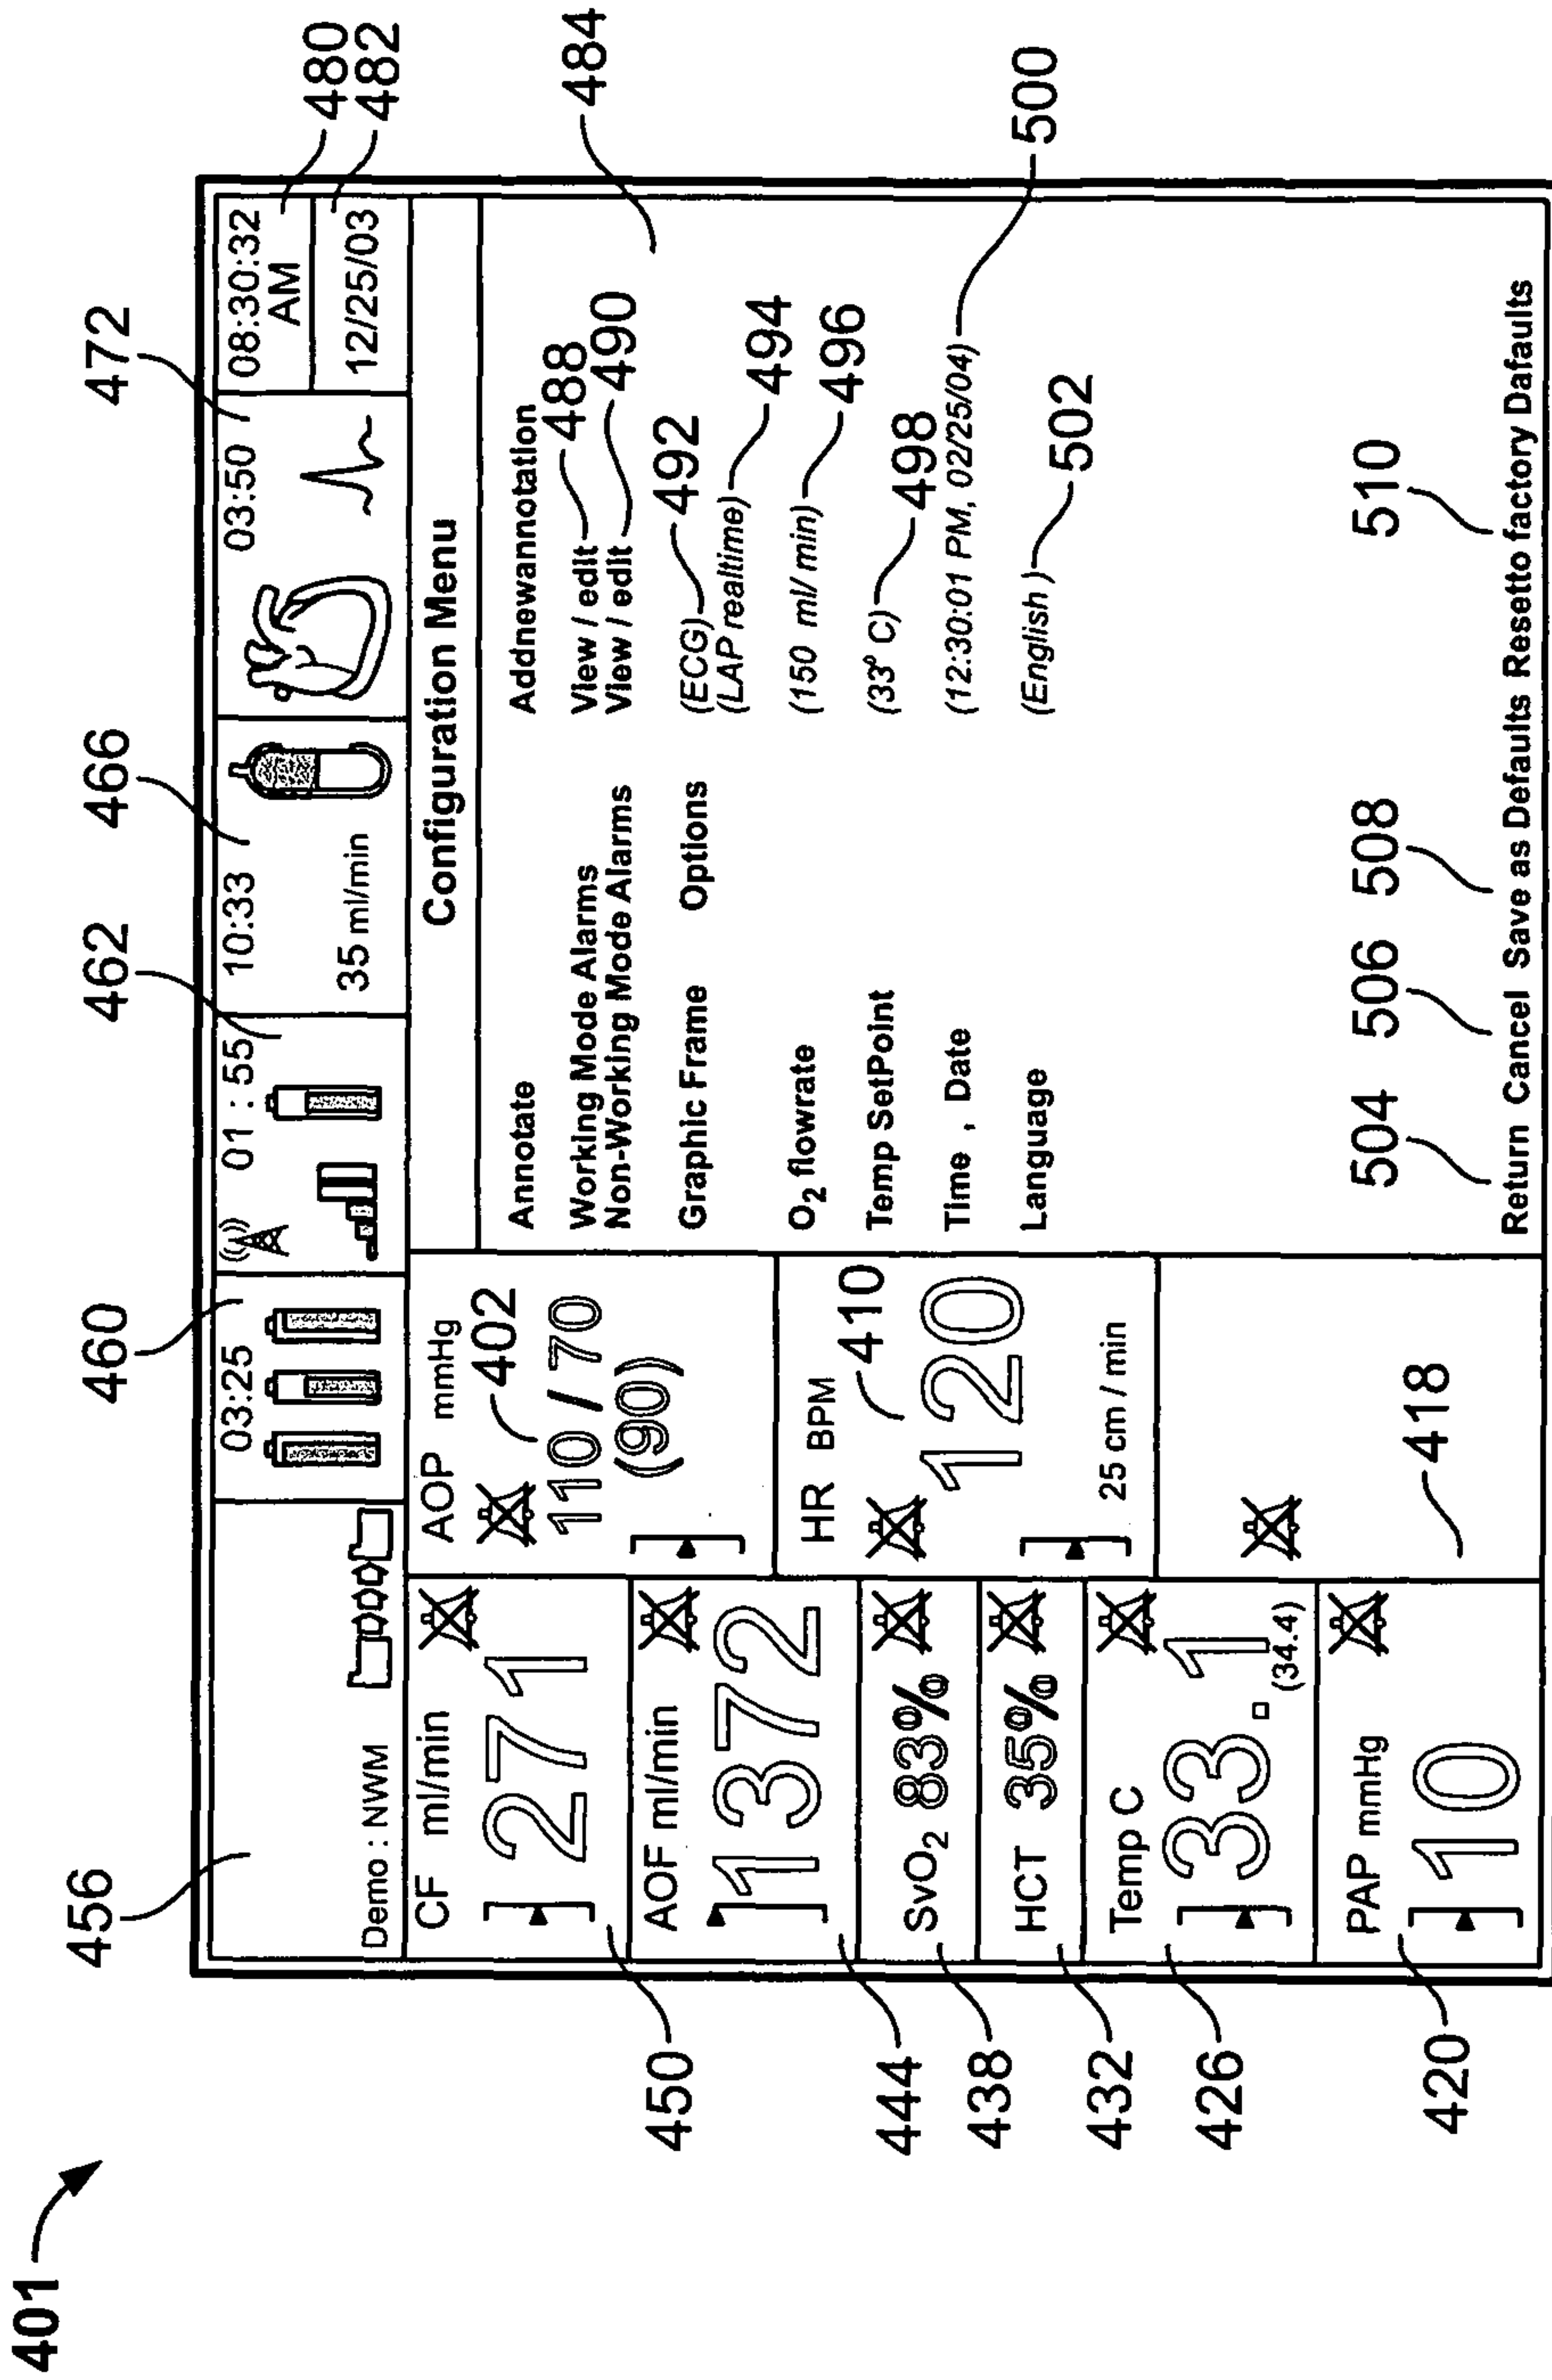 401
456
460
462
466
472
480
482
484
Demo : NWM
03:25
01 : 55
10:33
35 ml/min
03:50
08:30:32
AM
12/25/03
CF ml/min
271
450
AOF ml/min
1372
444
SvO2 83%
438
HCT 35%
432
Temp C
33.1
(34.4)
426
PAP mmHg
10
420
AOP mmHg
402
110 / 70
(90)
HR BPM
410
120
25 cm / min
418
Configuration Menu
Annotate Addnewannotation
Working Mode Alarms View / edit 488
Non-Working Mode Alarms View / edit 490
Graphic Frame Options (ECG) 492
(LAP realtime) 494
O2 flowrate (150 ml/ min) 496
Temp SetPoint (33° C) 498
Time , Date (12:30:01 PM, 02/25/04) 500
Language (English ) 502
504 506 508 510
Return Cancel Save as Defaults Resetto factory Dafaults